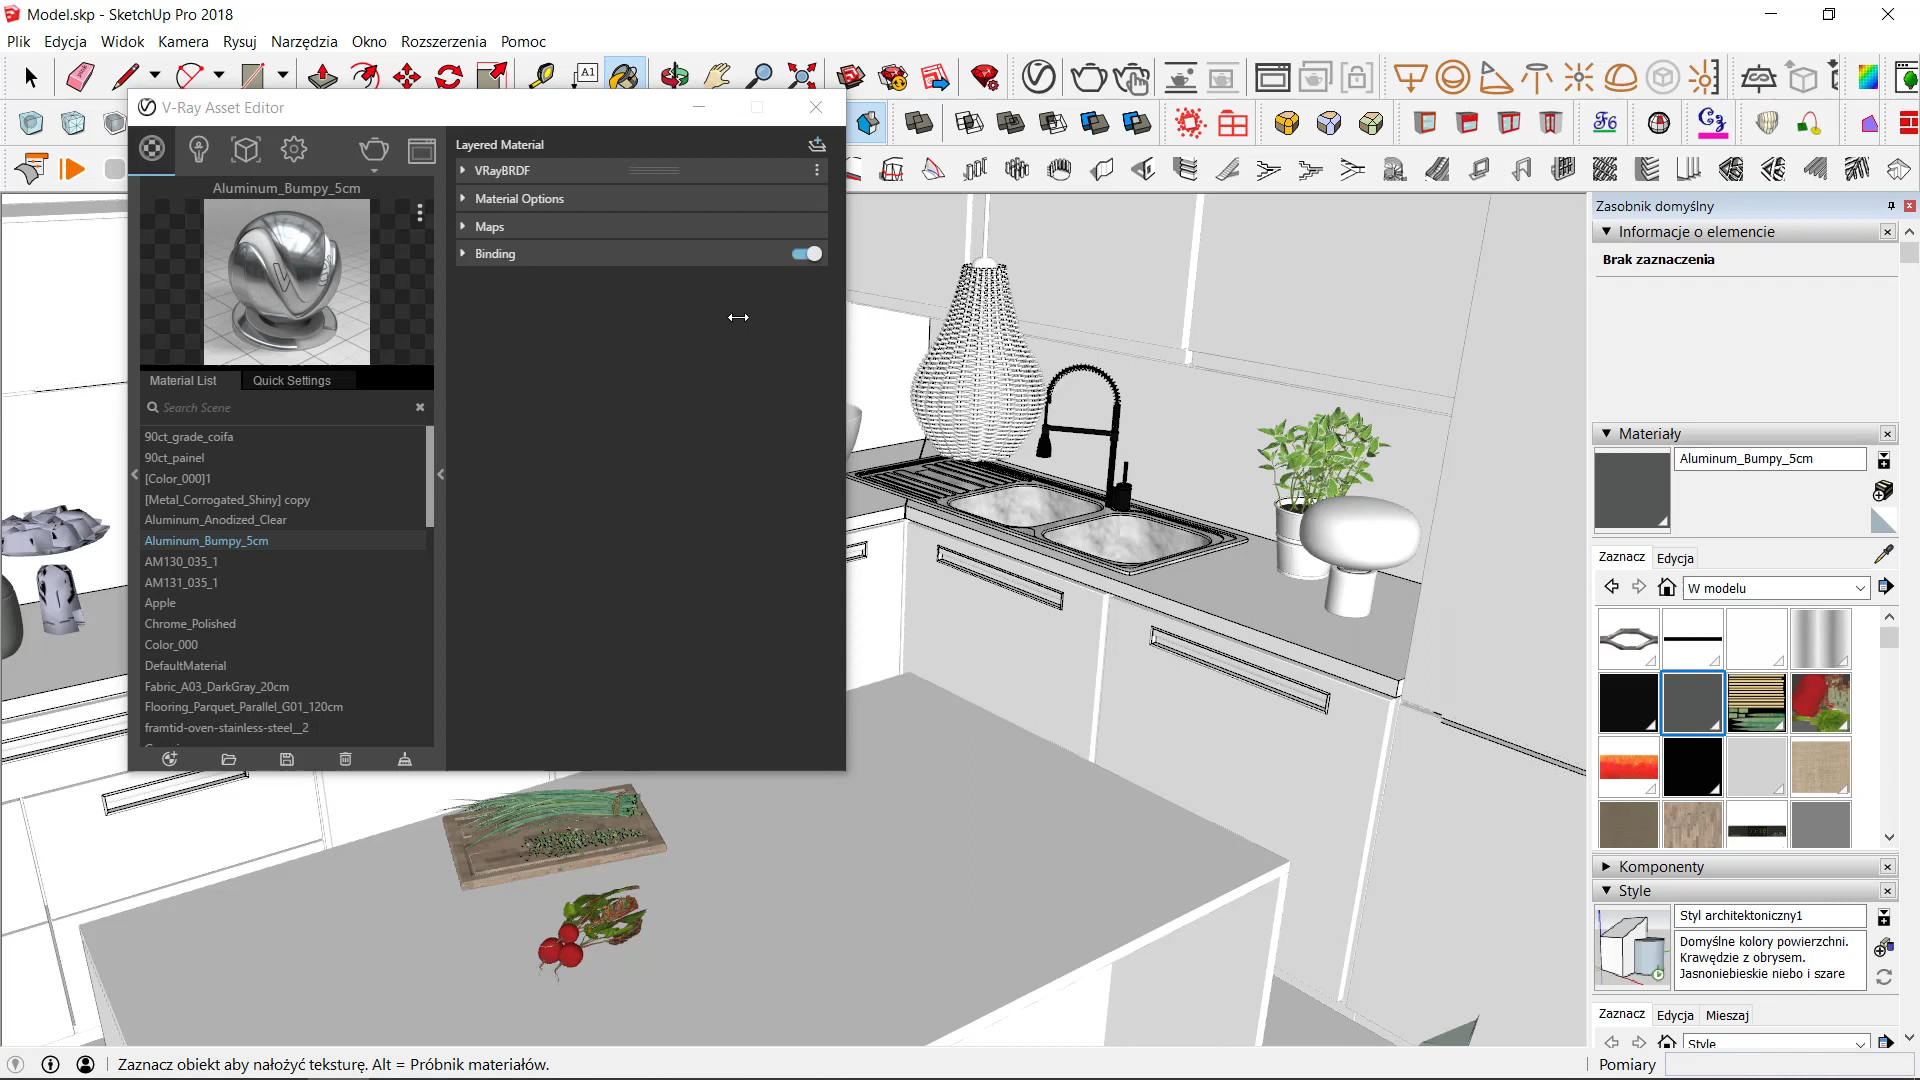 Model.skp - SketchUp Pro 2018
Plik Edycja Widok Kamera Rysuj Narzędzia Okno Rozszerzenia Pomoc
A1
V-Ray Asset Editor
Aluminum_Bumpy_5cm
Material List Quick Settings
Search Scene
90ct_grade_coifa
90ct_painel
[Color_000]1
[Metal_Corrogated_Shiny] copy
Aluminum_Anodized_Clear
Aluminum_Bumpy_5cm
AM130_035_1
AM131_035_1
Apple
Chrome_Polished
Color_000
DefaultMaterial
Fabric_A03_DarkGray_20cm
Flooring_Parquet_Parallel_G01_120cm
framtid-oven-stainless-steel__2
Layered Material
VRayBRDF
Material Options
Maps
Binding
Zasobnik domyślny
Informacje o elemencie
Brak zaznaczenia
Materiały
Aluminum_Bumpy_5cm
Zaznacz Edycja
W modelu
Komponenty
Style
Styl architektoniczny1
Domyślne kolory powierzchni.
Krawędzie z obrysem.
Jasnoniebieskie niebo i szare
Zaznacz Edycja Mieszaj
Style
Zaznacz obiekt aby nałożyć teksturę. Alt = Próbnik materiałów.
Pomiary